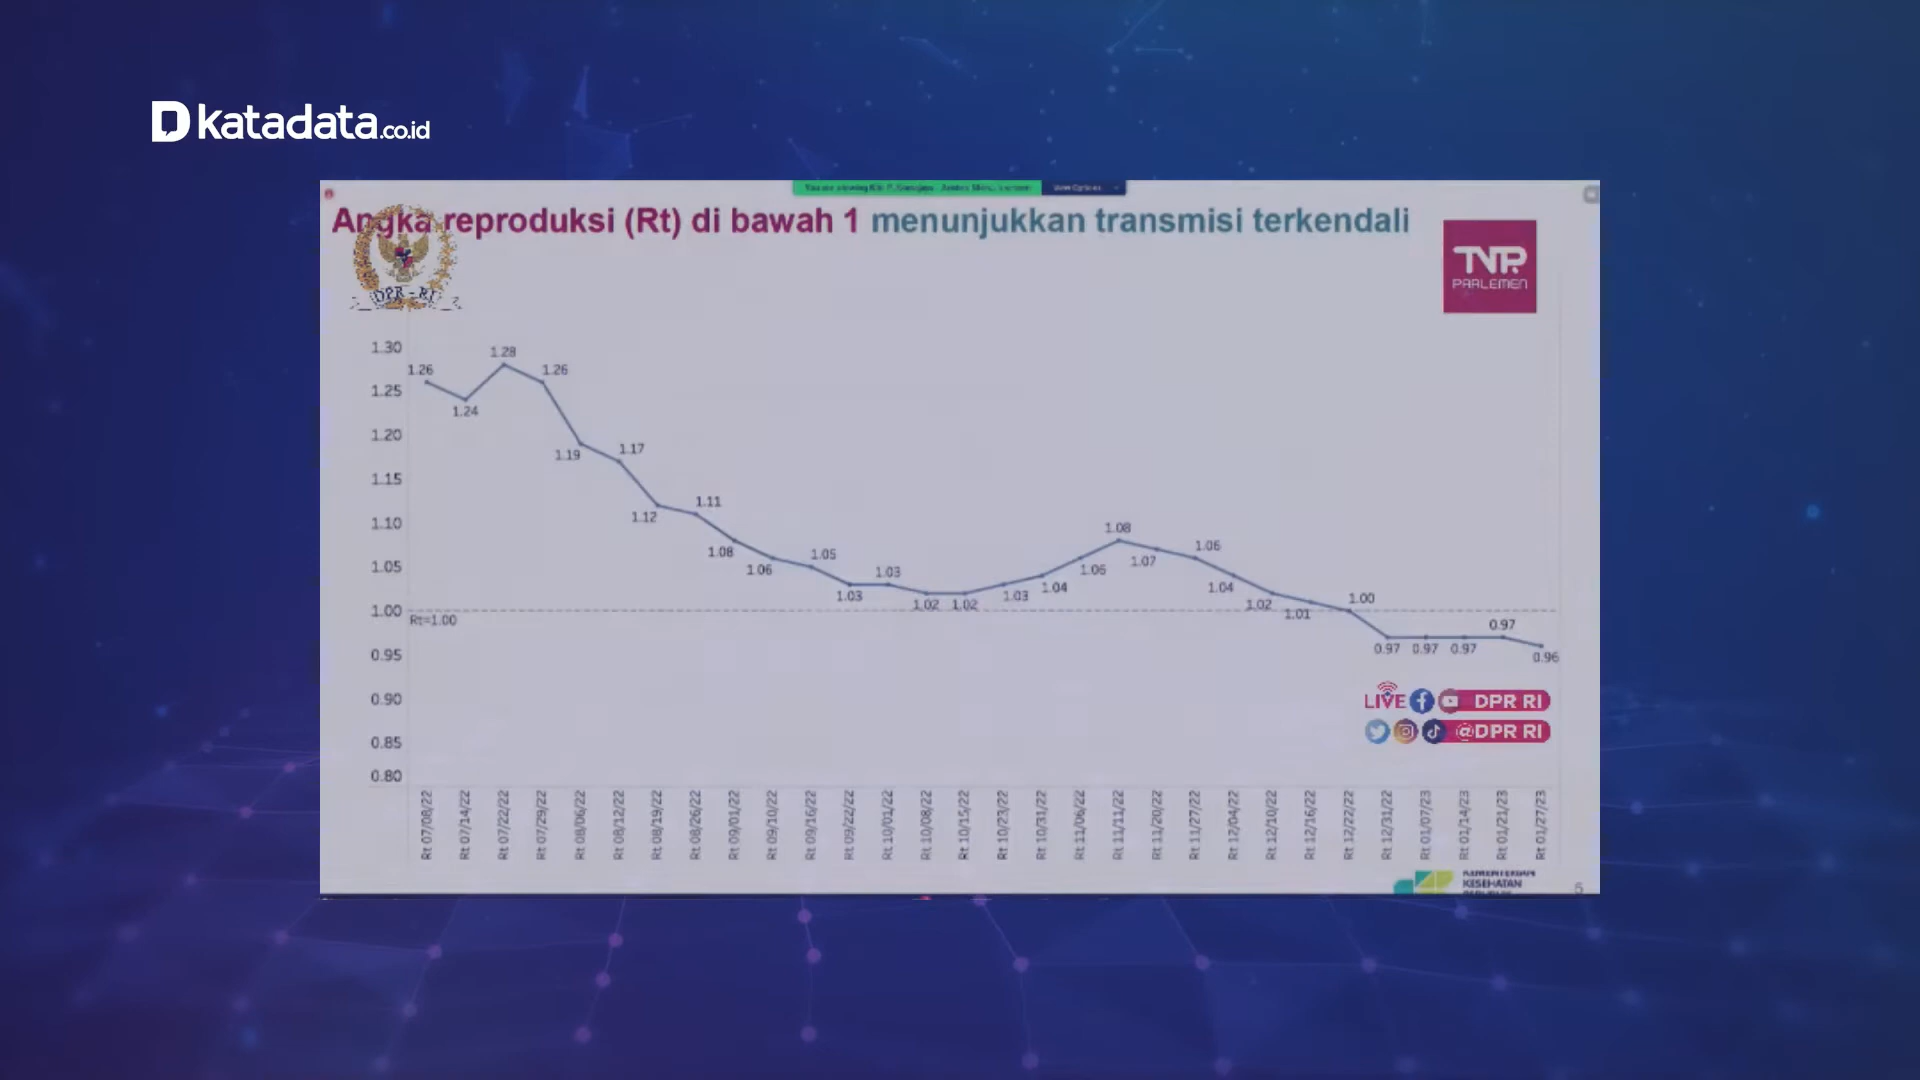 katadata.co.id
View Options
Angka reproduksi (Rt) di bawah 1 menunjukkan transmisi terkendali
DPR-RI
TVR
PARLEMEN
1.30
1.25
1.20
1.15
1.10
1.05
1.00
0.95
0.90
0.85
0.80
1.26
1.24
1.28
1.26
1.19
1.17
1.12
1.11
1.08
1.06
1.05
1.03
1.03
1.02
1.02
1.03
1.04
1.06
1.08
1.07
1.06
1.04
1.02
1.01
1.00
0.97
0.97
0.97
0.97
0.96
Rt=1.00
LIVE DPR RI
@DPR RI
Rt 07/08/22
Rt 07/14/22
Rt 07/22/22
Rt 07/29/22
Rt 08/06/22
Rt 08/12/22
Rt 08/19/22
Rt 08/26/22
Rt 09/01/22
Rt 09/10/22
Rt 09/16/22
Rt 09/22/22
Rt 10/01/22
Rt 10/08/22
Rt 10/15/22
Rt 10/23/22
Rt 10/31/22
Rt 11/06/22
Rt 11/11/22
Rt 11/20/22
Rt 11/27/22
Rt 12/04/22
Rt 12/10/22
Rt 12/16/22
Rt 12/22/22
Rt 12/31/22
Rt 01/07/23
Rt 01/14/23
Rt 01/21/23
Rt 01/27/23
KEMENTERIAN
KESEHATAN
5